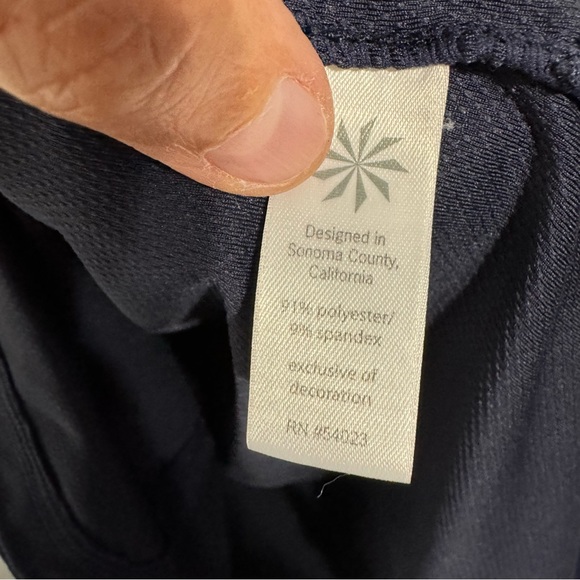 Designed in
Sonoma County,
California
91% polyester/
9% spandex
exclusive of
decoration
RN #54023